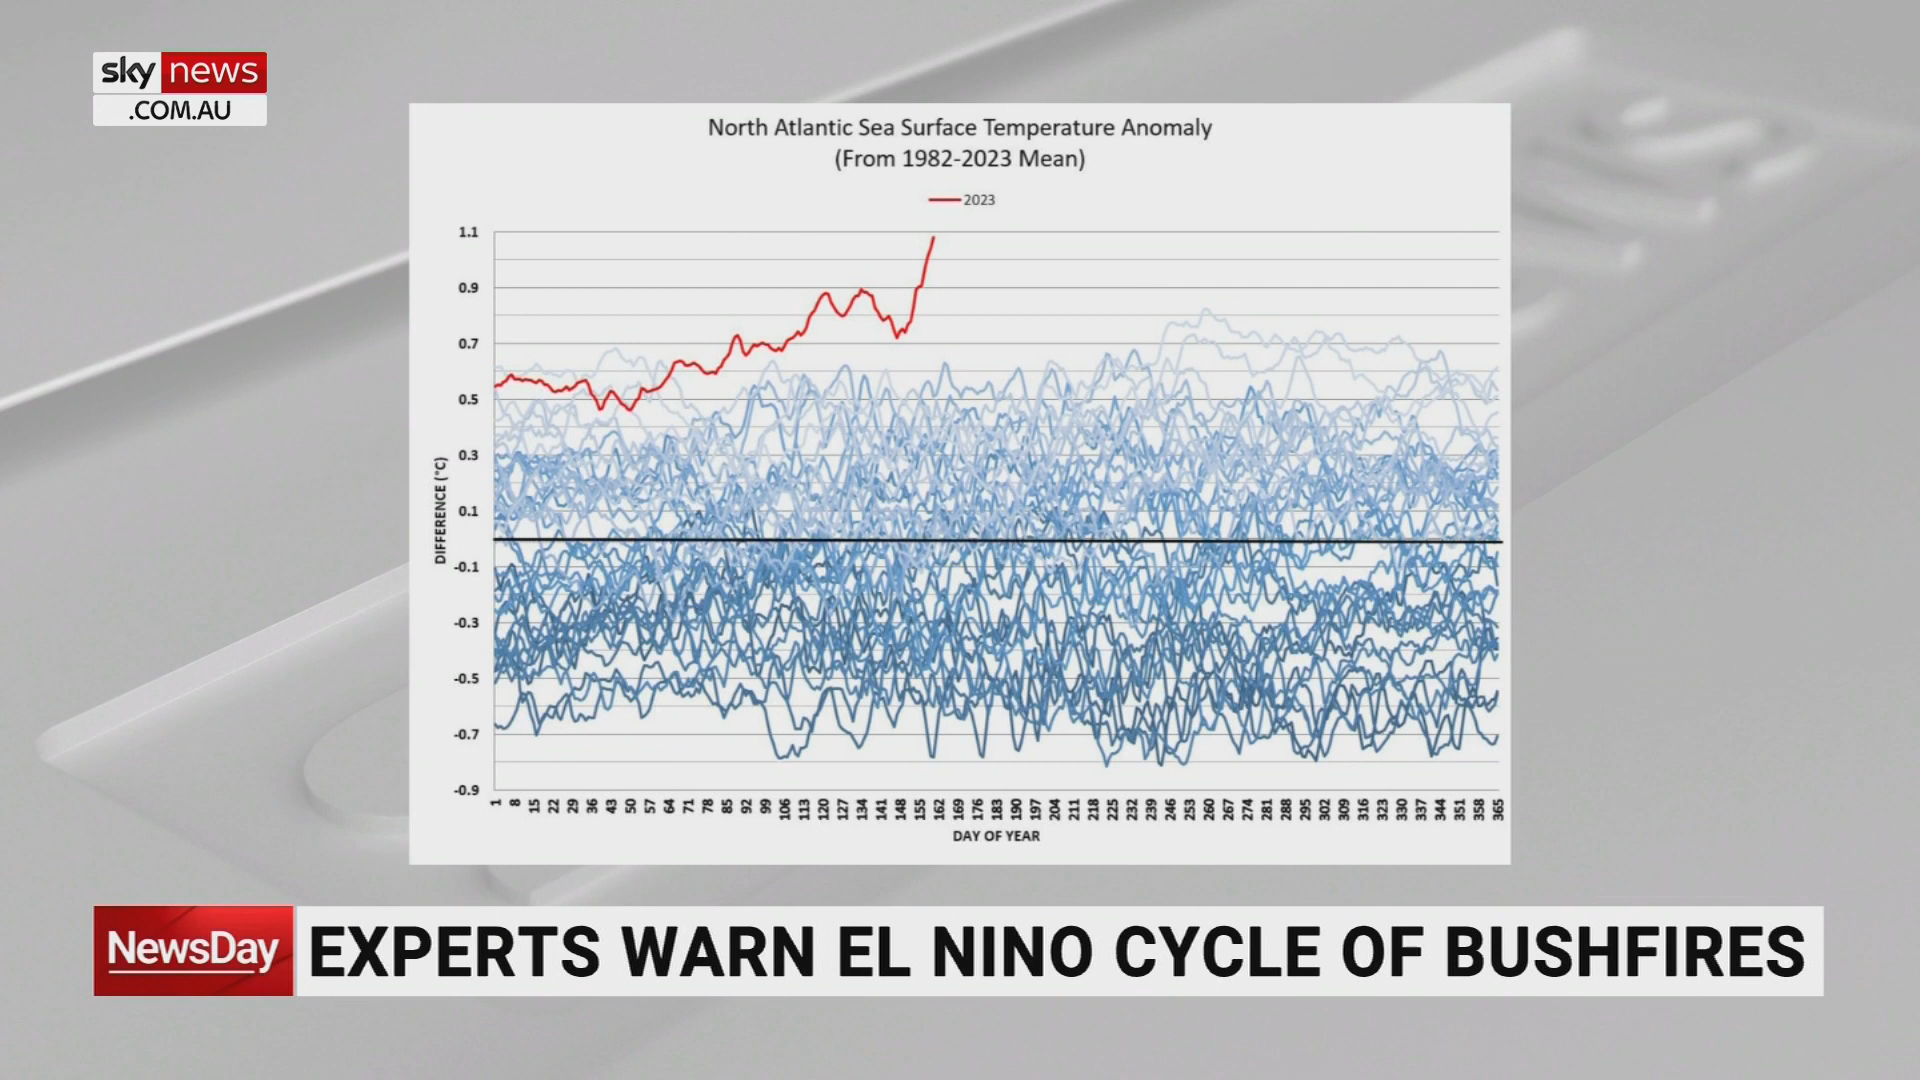 sky news
.COM.AU
North Atlantic Sea Surface Temperature Anomaly
(From 1982-2023 Mean)
2023
1.1
0.9
0.7
0.5
0.3
0.1
-0.1
-0.3
-0.5
-0.7
-0.9
DIFFERENCE (°C)
1 8 15 22 29 36 43 50 57 64 71 78 85 92 99 106 113 120 127 134 141 148 155 162 169 176 183 190 197 204 211 218 225 232 239 246 253 260 267 274 281 288 295 302 309 316 323 330 337 344 351 358 365
DAY OF YEAR
NewsDay
EXPERTS WARN EL NINO CYCLE OF BUSHFIRES